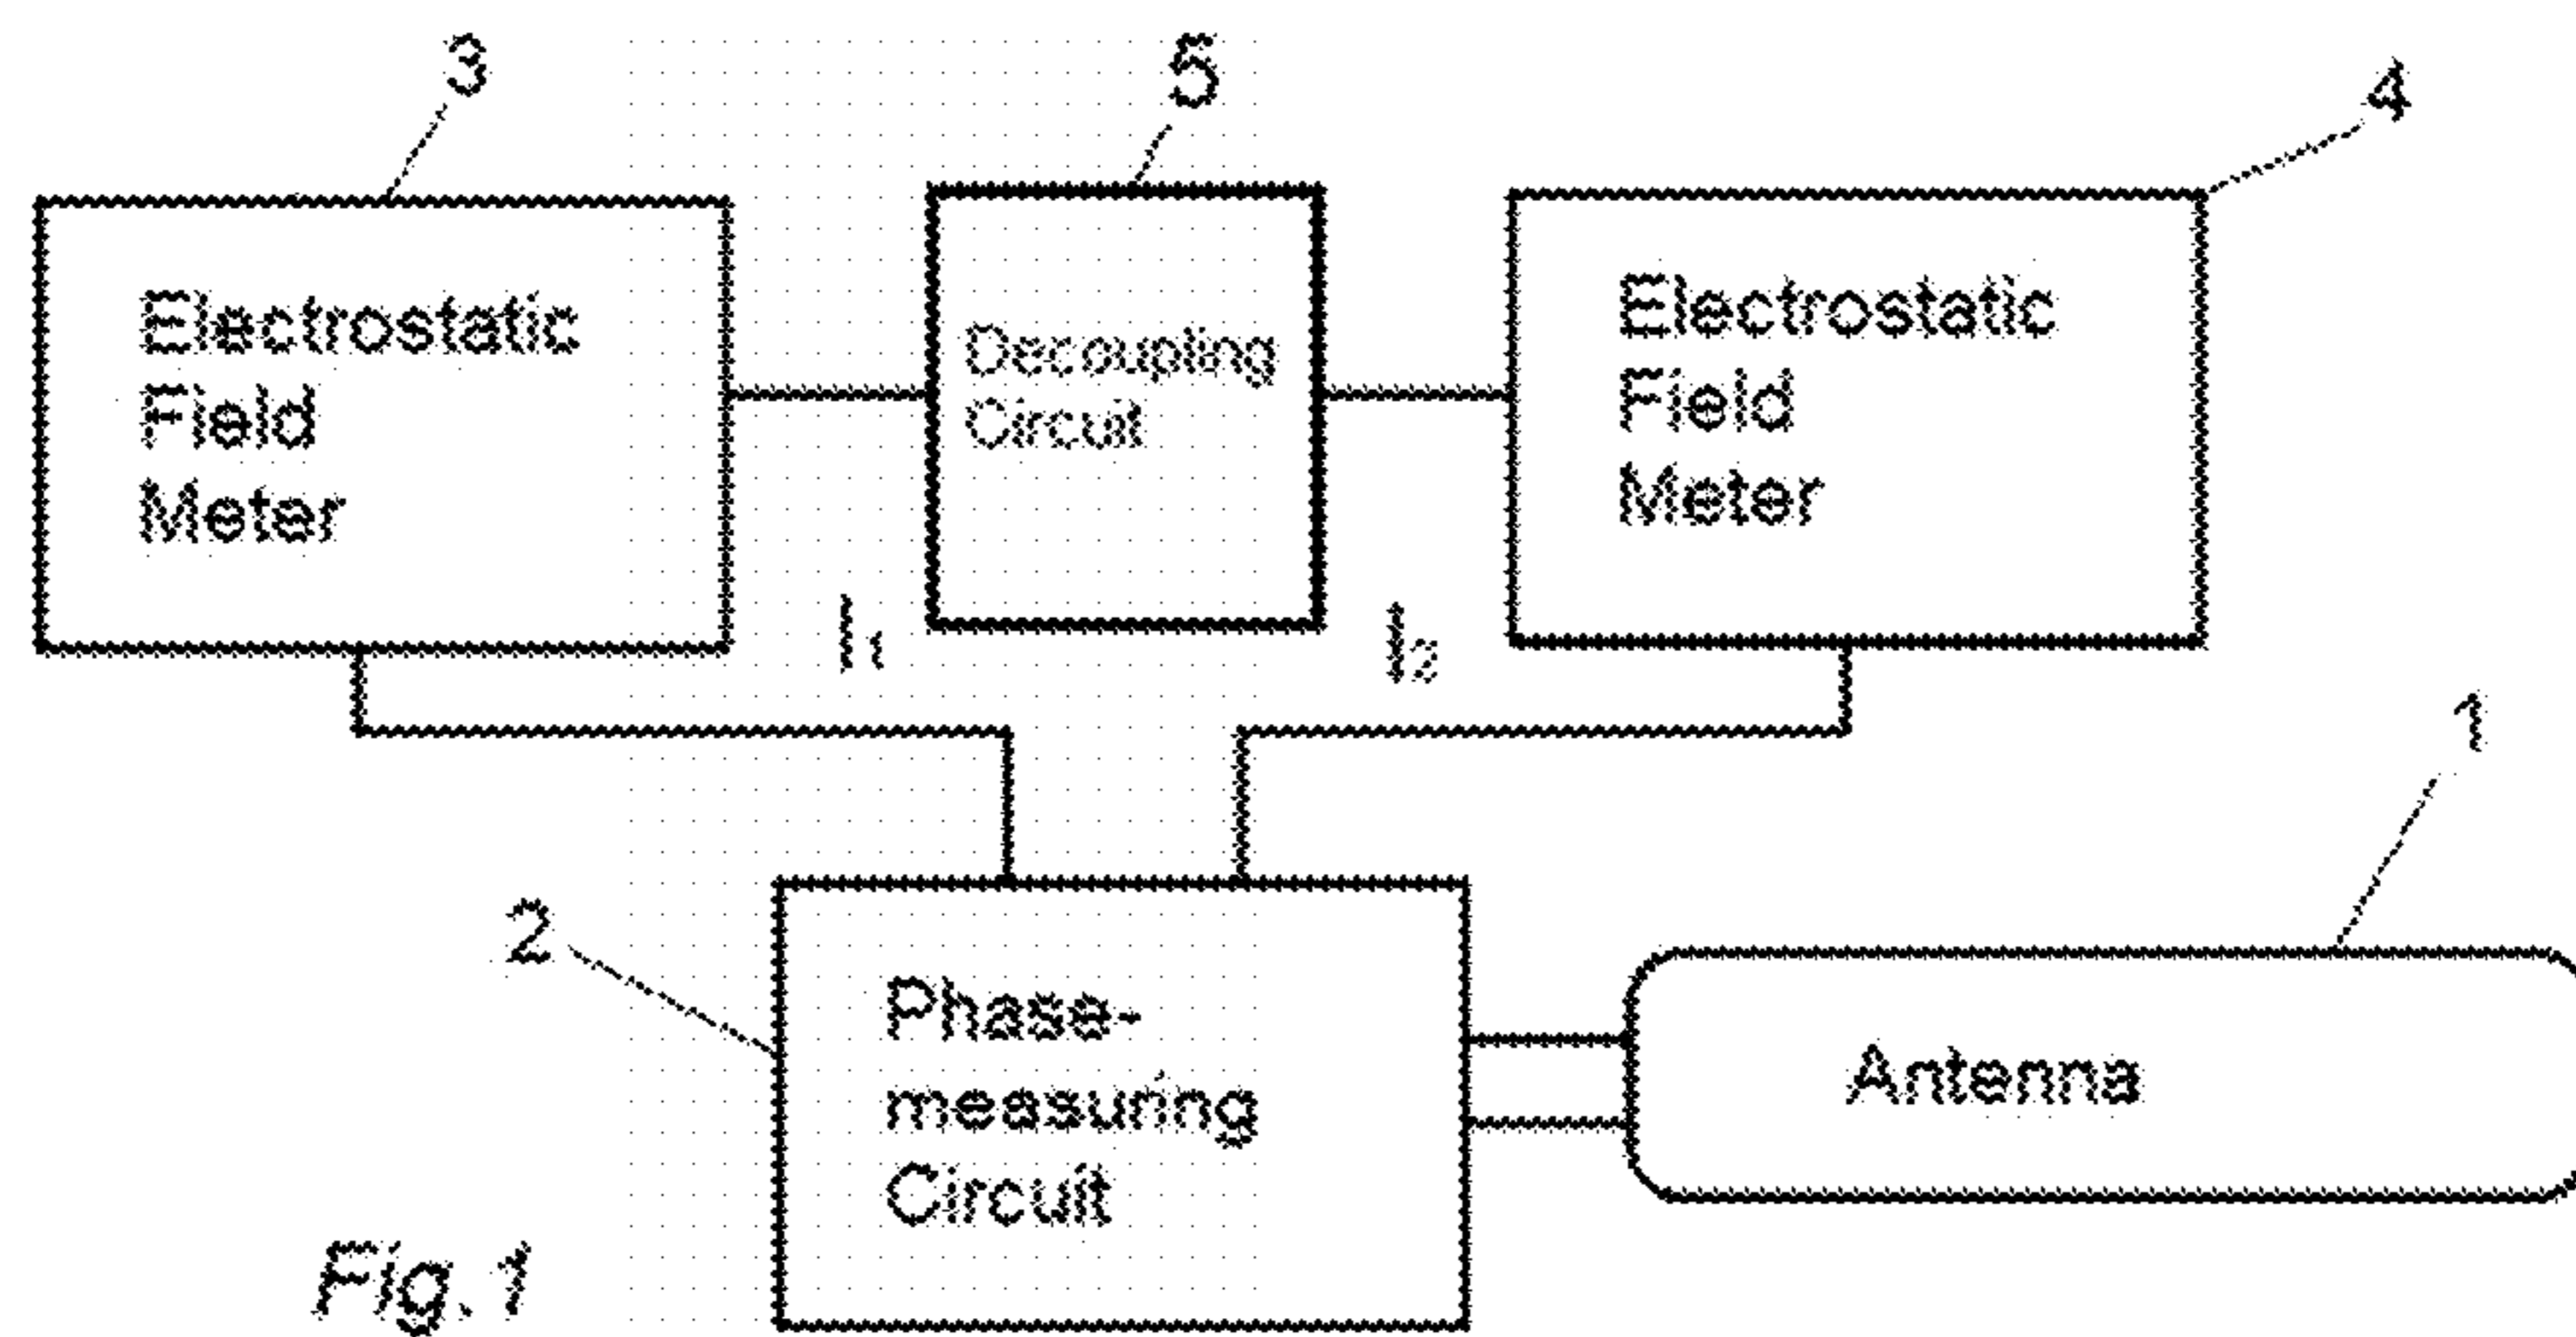 3
5
4
Electrostatic
Field
Meter
Decoupling
Circuit
Electrostatic
Field
Meter
I₁
I₂
1
2
Phase-
measuring
Circuit
Antenna
Fig.1